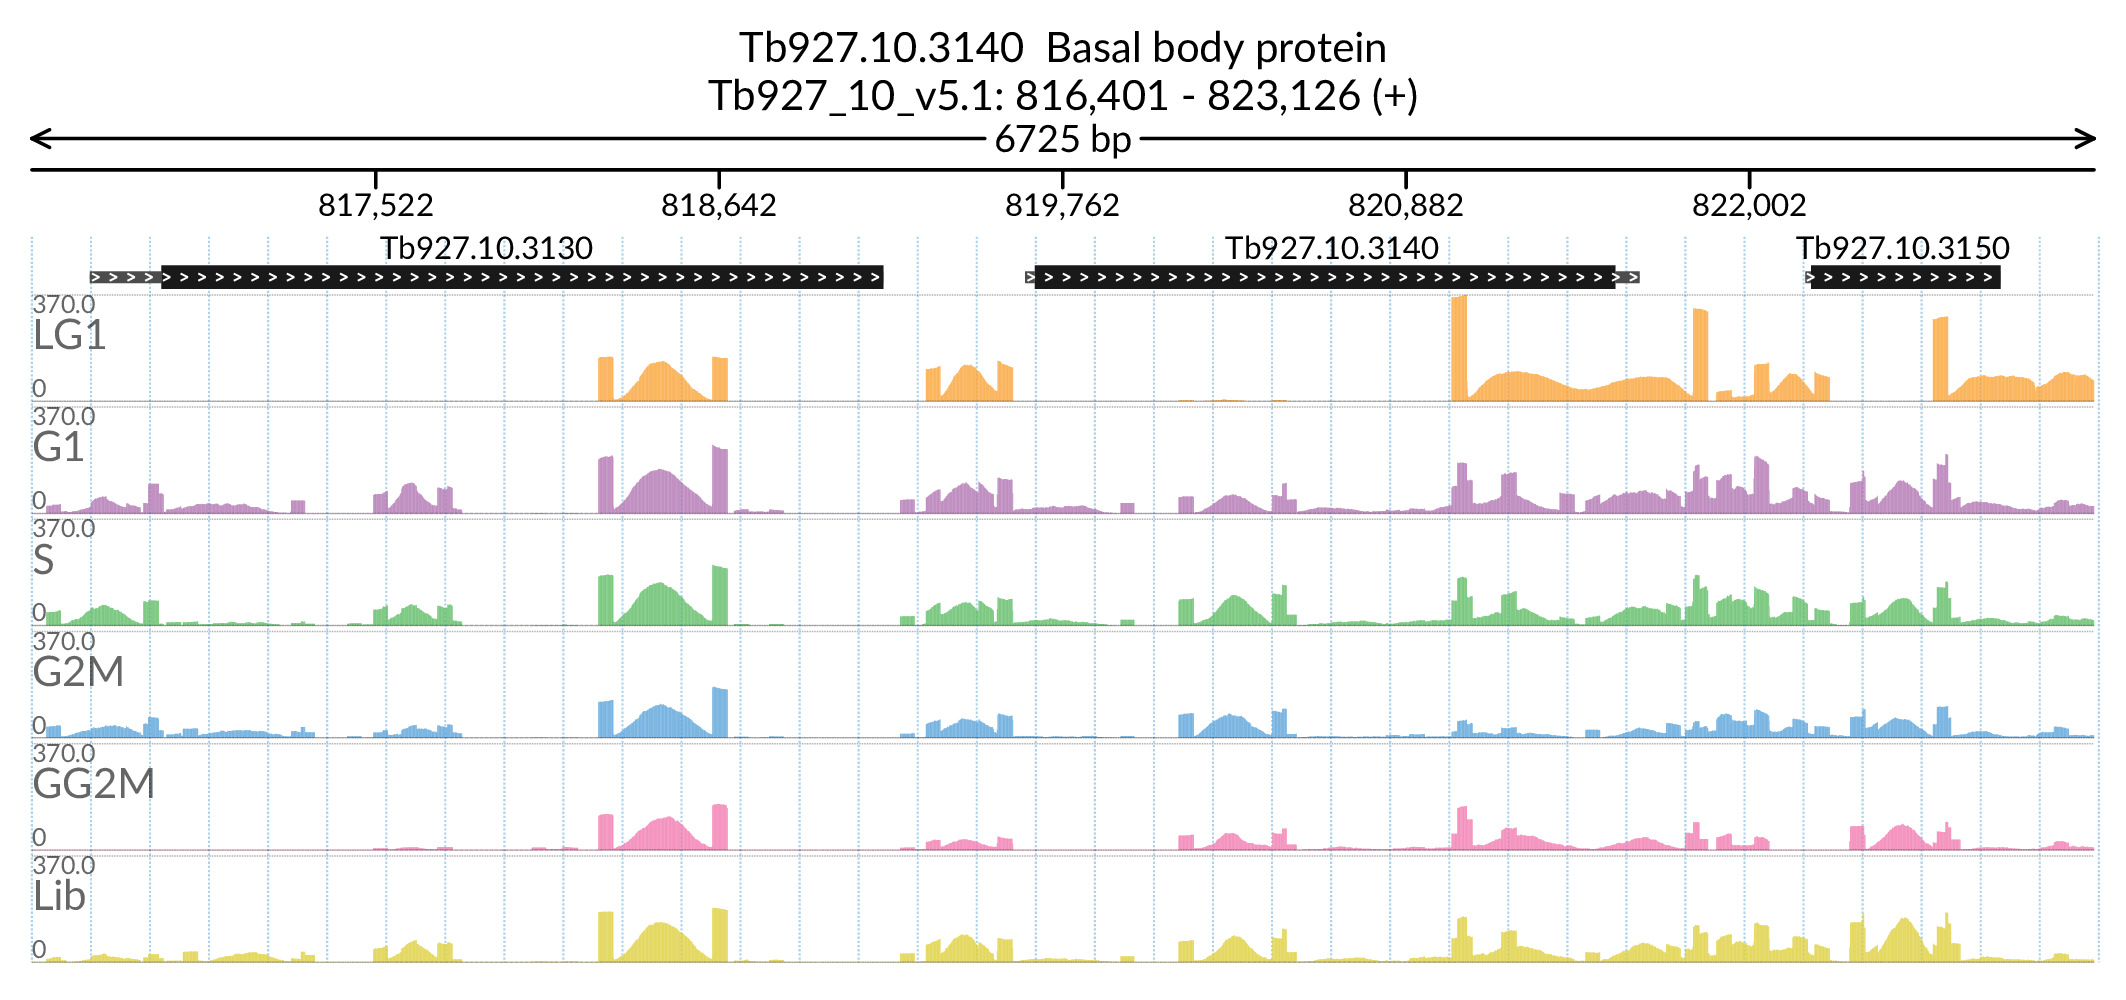 Tb927.10.3140  Basal body protein
Tb927_10_v5.1: 816,401 - 823,126 (+)
6725 bp
817,522 818,642 819,762 820,882 822,002
Tb927.10.3130 Tb927.10.3140 Tb927.10.3150
370.0
LG1
0
370.0
G1
0
370.0
S
0
370.0
G2M
0
370.0
GG2M
0
370.0
Lib
0